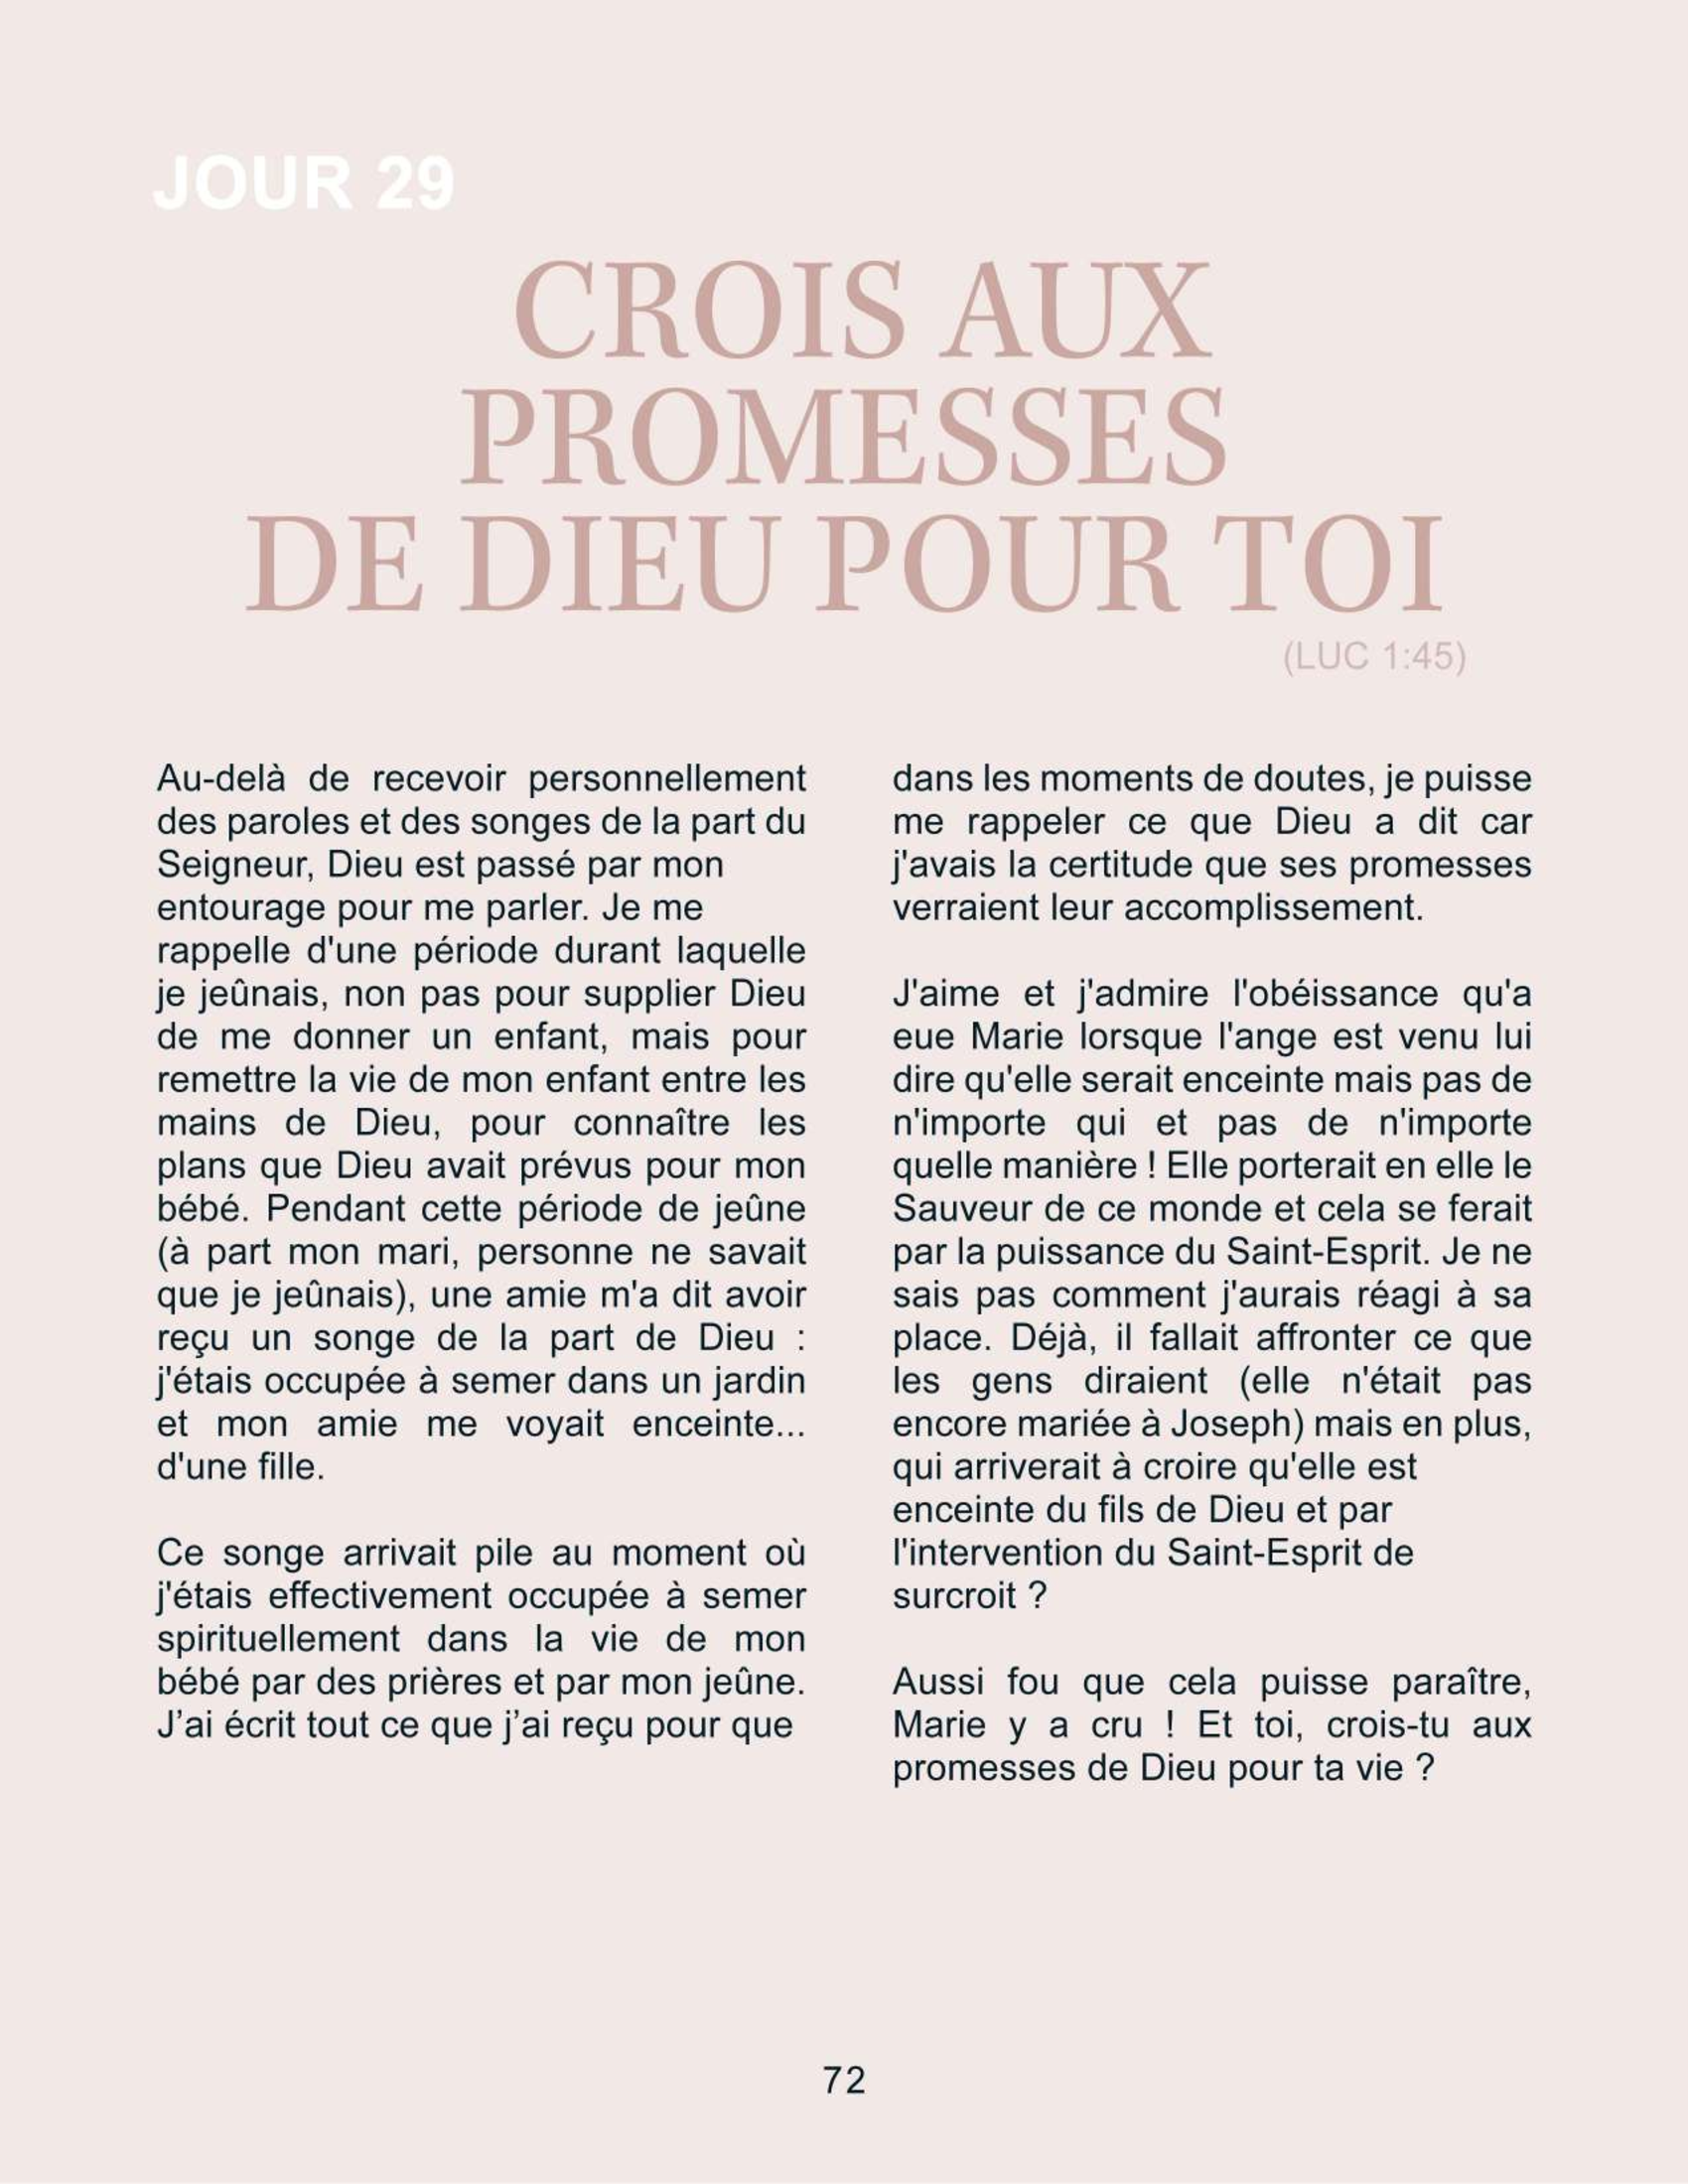 JOUR 29
CROIS AUX
PROMESSES
DE DIEU POUR TOI
(LUC 1:45)
Au-delà de recevoir personnellement
des paroles et des songes de la part du
Seigneur, Dieu est passé par mon
entourage pour me parler. Je me
rappelle d'une période durant laquelle
je jeûnais, non pas pour supplier Dieu
de me donner un enfant, mais pour
remettre la vie de mon enfant entre les
mains de Dieu, pour connaître les
plans que Dieu avait prévus pour mon
bébé. Pendant cette période de jeûne
(à part mon mari, personne ne savait
que je jeûnais), une amie m'a dit avoir
reçu un songe de la part de Dieu :
j'étais occupée à semer dans un jardin
et mon amie me voyait enceinte...
d'une fille.
Ce songe arrivait pile au moment où
j'étais effectivement occupée à semer
spirituellement dans la vie de mon
bébé par des prières et par mon jeûne.
J’ai écrit tout ce que j’ai reçu pour que
dans les moments de doutes, je puisse
me rappeler ce que Dieu a dit car
j'avais la certitude que ses promesses
verraient leur accomplissement.
J'aime et j'admire l'obéissance qu'a
eue Marie lorsque l'ange est venu lui
dire qu'elle serait enceinte mais pas de
n'importe qui et pas de n'importe
quelle manière ! Elle porterait en elle le
Sauveur de ce monde et cela se ferait
par la puissance du Saint-Esprit. Je ne
sais pas comment j'aurais réagi à sa
place. Déjà, il fallait affronter ce que
les gens diraient (elle n'était pas
encore mariée à Joseph) mais en plus,
qui arriverait à croire qu'elle est
enceinte du fils de Dieu et par
l'intervention du Saint-Esprit de
surcroit ?
Aussi fou que cela puisse paraître,
Marie y a cru ! Et toi, crois-tu aux
promesses de Dieu pour ta vie ?
72